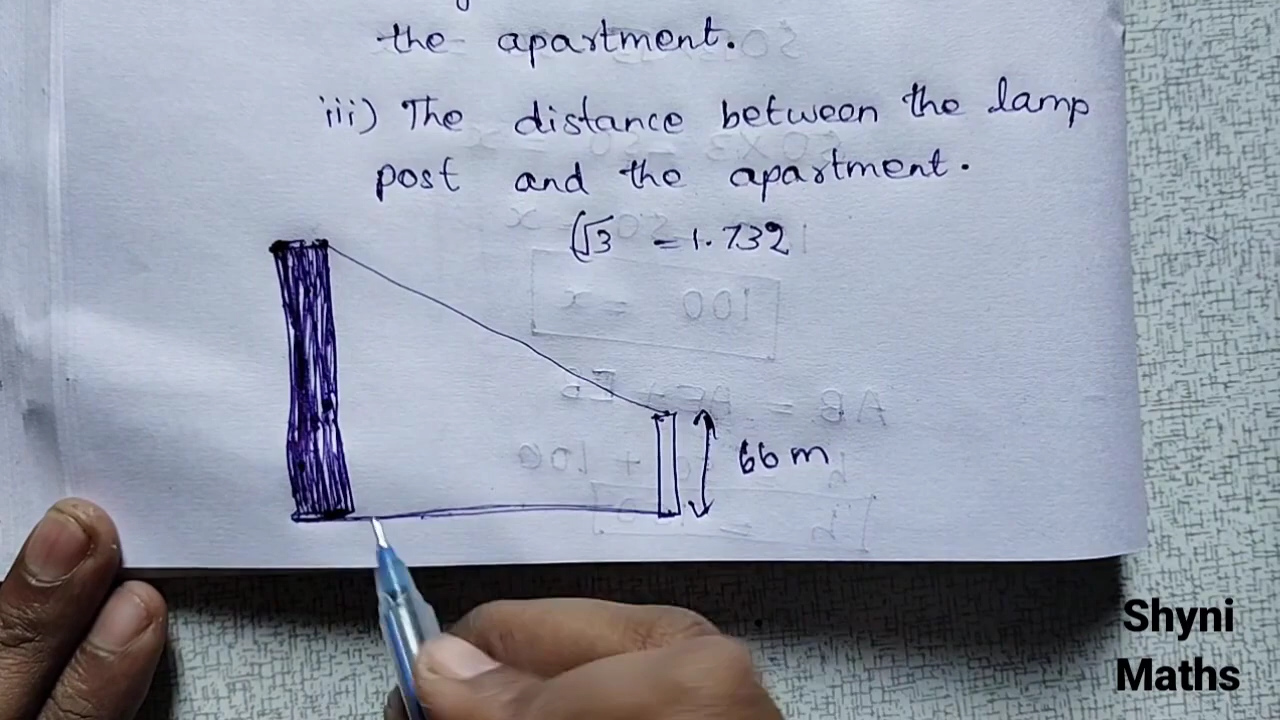 the apartment.
iii) The distance between the lamp
post and the apartment.
(√3 = 1.732
66 m
Shyni
Maths